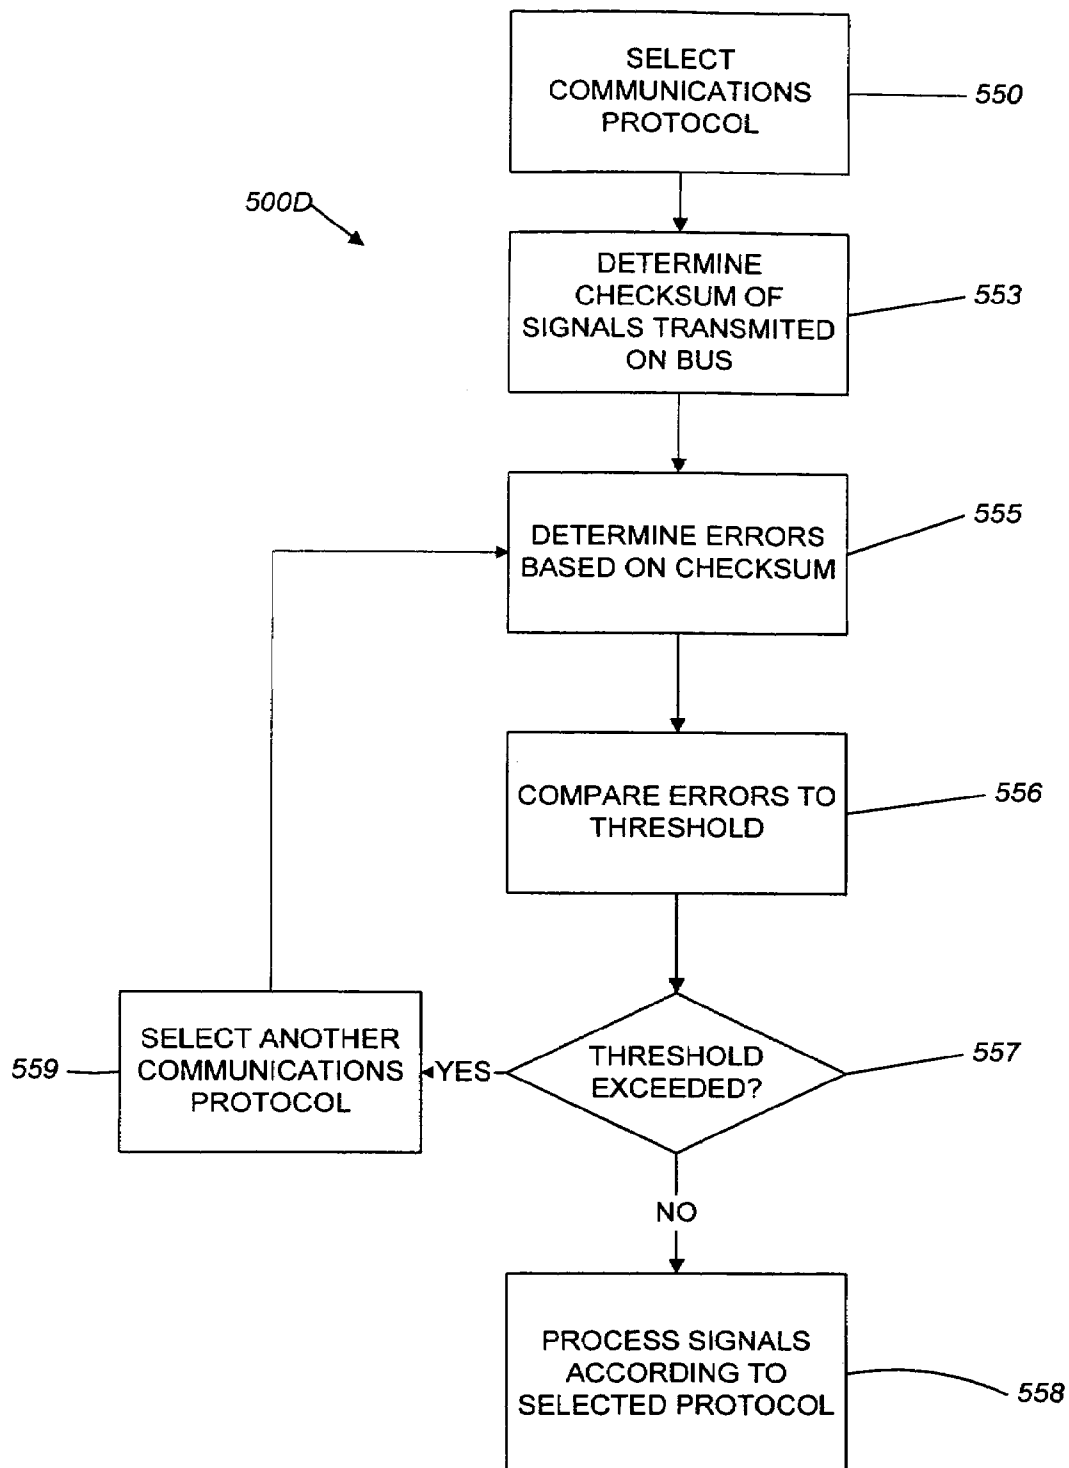 SELECT
COMMUNICATIONS
PROTOCOL
550
500D
DETERMINE
CHECKSUM OF
SIGNALS TRANSMITED
ON BUS
553
DETERMINE ERRORS
BASED ON CHECKSUM
555
COMPARE ERRORS TO
THRESHOLD
556
559
SELECT ANOTHER
COMMUNICATIONS
PROTOCOL
YES
THRESHOLD
EXCEEDED?
557
NO
PROCESS SIGNALS
ACCORDING TO
SELECTED PROTOCOL
558